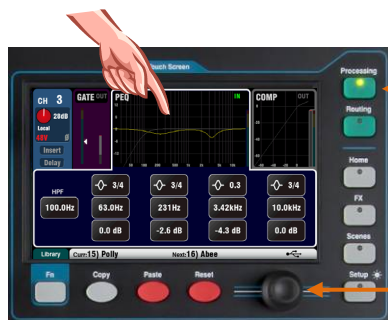 Touch Screen
Processing
CH 3
GATE OUT
PEQ
IN
COMP
OUT
28dB
Local
48V Ø
Insert
Delay
Routing
HPF
3/4
3/4
0.3
3/4
100.0Hz
63.0Hz
231Hz
3.42kHz
10.0kHz
0.0 dB
-2.6 dB
-4.3 dB
0.0 dB
Home
FX
Scenes
Library
Curr:15) Polly
Next:16) Abee
Fn
Copy
Paste
Reset
Setup